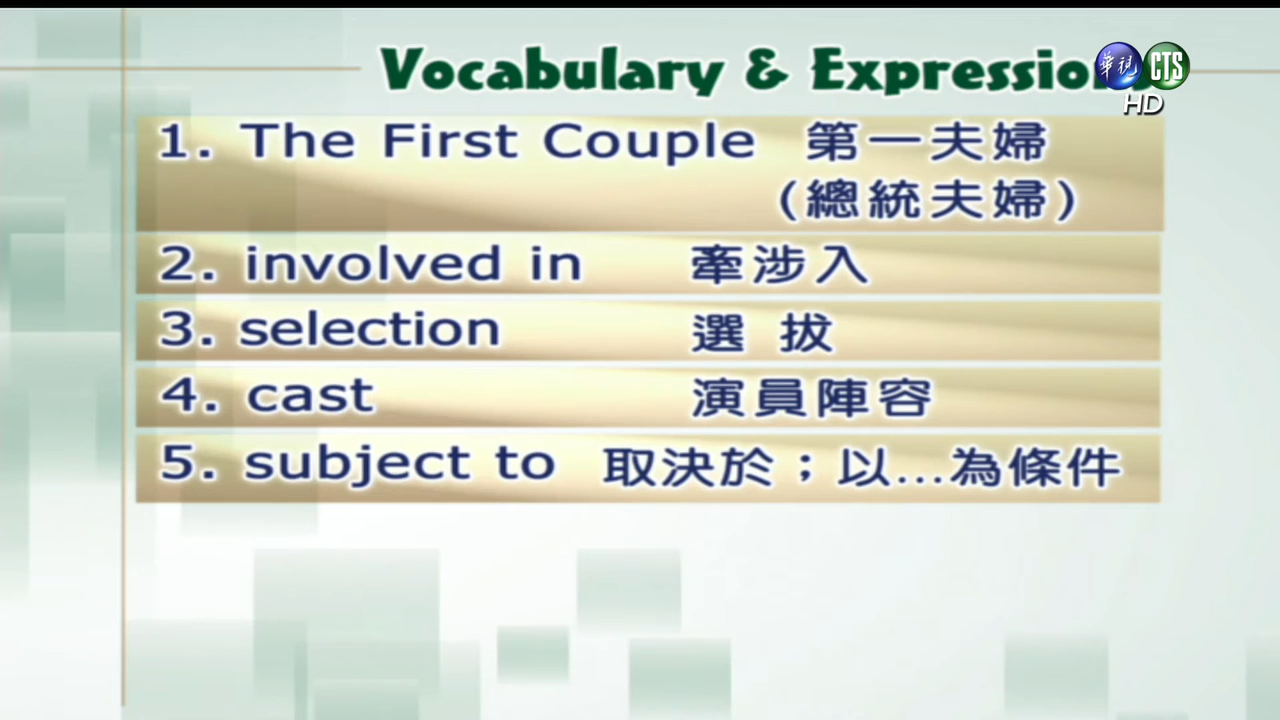 Vocabulary & Expressions
華視 CTS
HD
1. The First Couple 第一夫婦
(總統夫婦)
2. involved in 牽涉入
3. selection 選 拔
4. cast 演員陣容
5. subject to 取決於；以...為條件